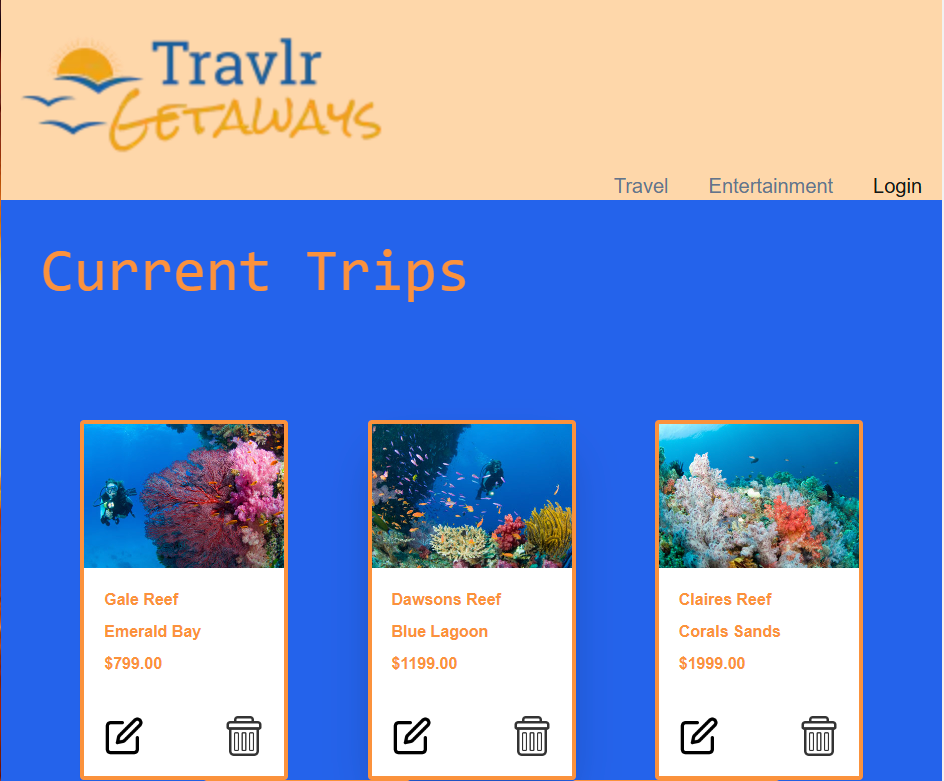 Travlr
Getaways
Travel Entertainment Login
Current Trips
Gale Reef
Emerald Bay
$799.00
Dawsons Reef
Blue Lagoon
$1199.00
Claires Reef
Corals Sands
$1999.00